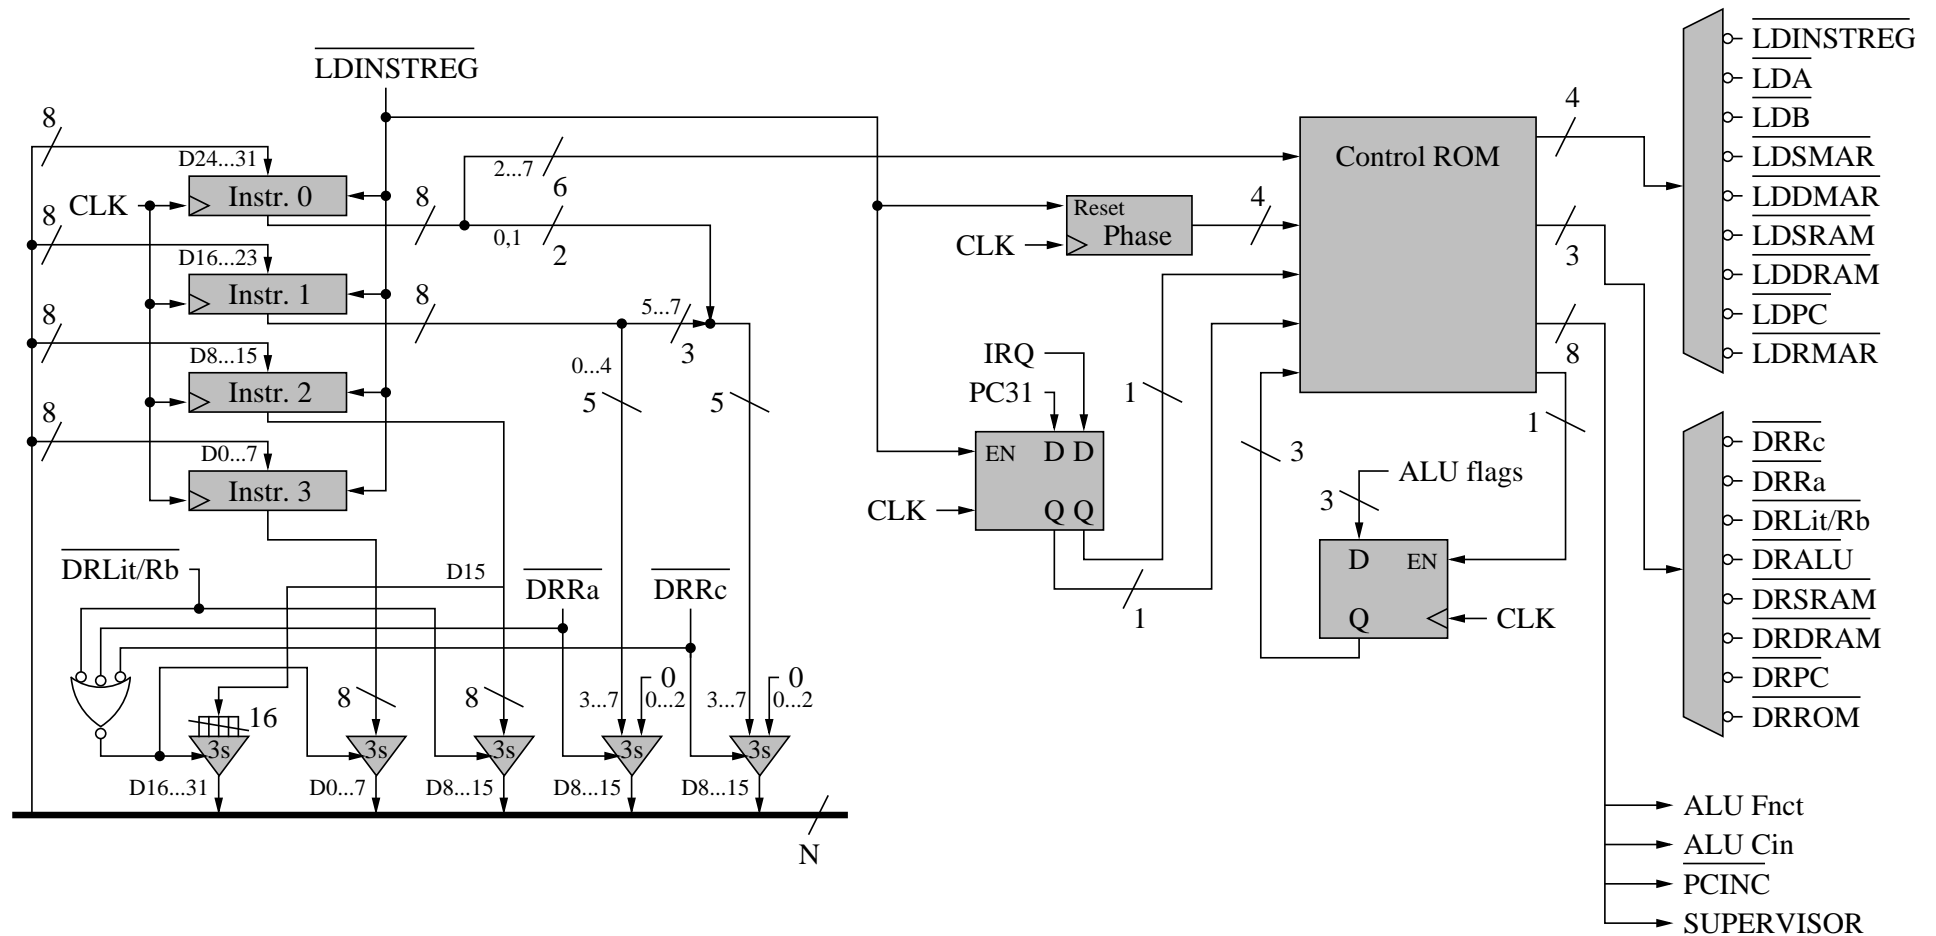 LDINSTREG
8
D24...31
Instr. 0
CLK
8
2...7
6
0,1
2
8
D16...23
Instr. 1
8
5...7
3
8
D8...15
Instr. 2
0...4
5
5
8
D0...7
Instr. 3
DRLit/Rb
D15
DRRa
DRRc
16
8
8
3...7
0
0...2
3...7
0
0...2
3s
3s
3s
3s
3s
D16...31
D0...7
D8...15
D8...15
D8...15
N
Reset
Phase
CLK
4
IRQ
PC31
EN
D D
Q Q
CLK
1
1
Control ROM
4
3
8
1
3
ALU flags
3
D
EN
Q
CLK
LDINSTREG
LDA
LDB
LDSMAR
LDDMAR
LDSRAM
LDDRAM
LDPC
LDRMAR
DRRc
DRRa
DRLit/Rb
DRALU
DRSRAM
DRDRAM
DRPC
DRROM
ALU Fnct
ALU Cin
PCINC
SUPERVISOR